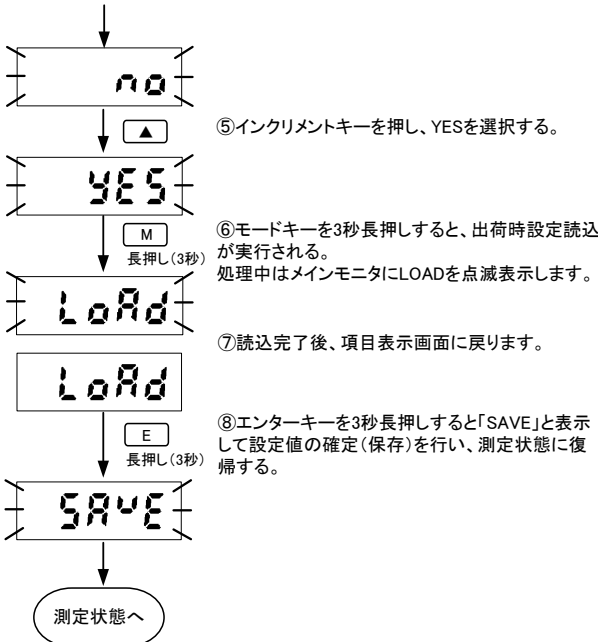 no
▲
⑤インクリメントキーを押し、YESを選択する。
YES
M
長押し(3秒)
⑥モードキーを3秒長押しすると、出荷時設定読込
が実行される。
処理中はメインモニタにLOADを点滅表示します。
LoAd
⑦読込完了後、項目表示画面に戻ります。
LoAd
E
長押し(3秒)
⑧エンターキーを3秒長押しすると「SAVE」と表示
して設定値の確定(保存)を行い、測定状態に復
帰する。
SAvE
測定状態へ